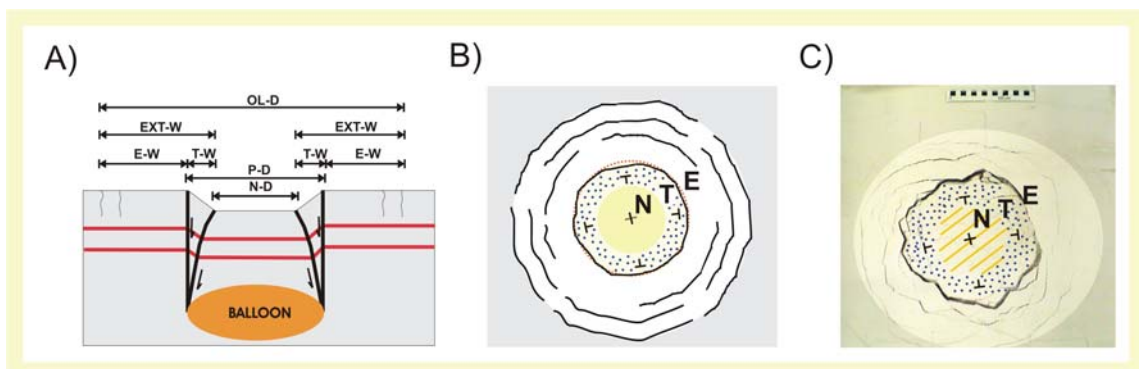 A)
OL-D
EXT-W EXT-W
E-W T-W T-W E-W
P-D
N-D
BALLOON
B)
N T E
C)
N T E